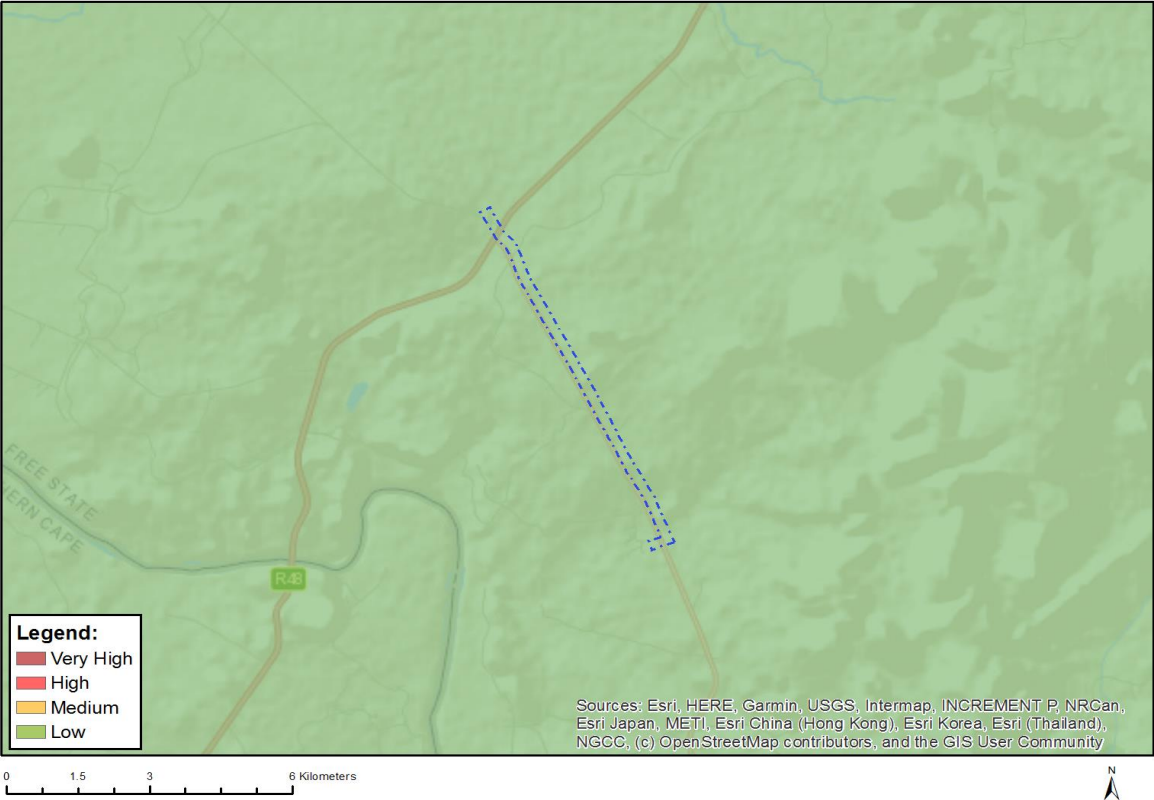 FREE STATE
HERN CAPE
R48
Legend:
Very High
High
Medium
Low
Sources: Esri, HERE, Garmin, USGS, Intermap, INCREMENT P, NRCan,
Esri Japan, METI, Esri China (Hong Kong), Esri Korea, Esri (Thailand),
NGCC, (c) OpenStreetMap contributors, and the GIS User Community
0 1.5 3 6 Kilometers
N